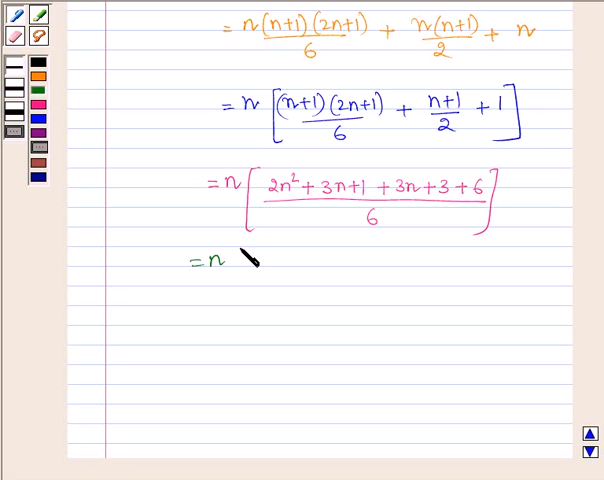 = n(n+1)(2n+1)/6 + n(n+1)/2 + n
= n [ (n+1)(2n+1)/6 + n+1/2 + 1 ]
= n [ 2n² + 3n + 1 + 3n + 3 + 6 / 6 ]
= n